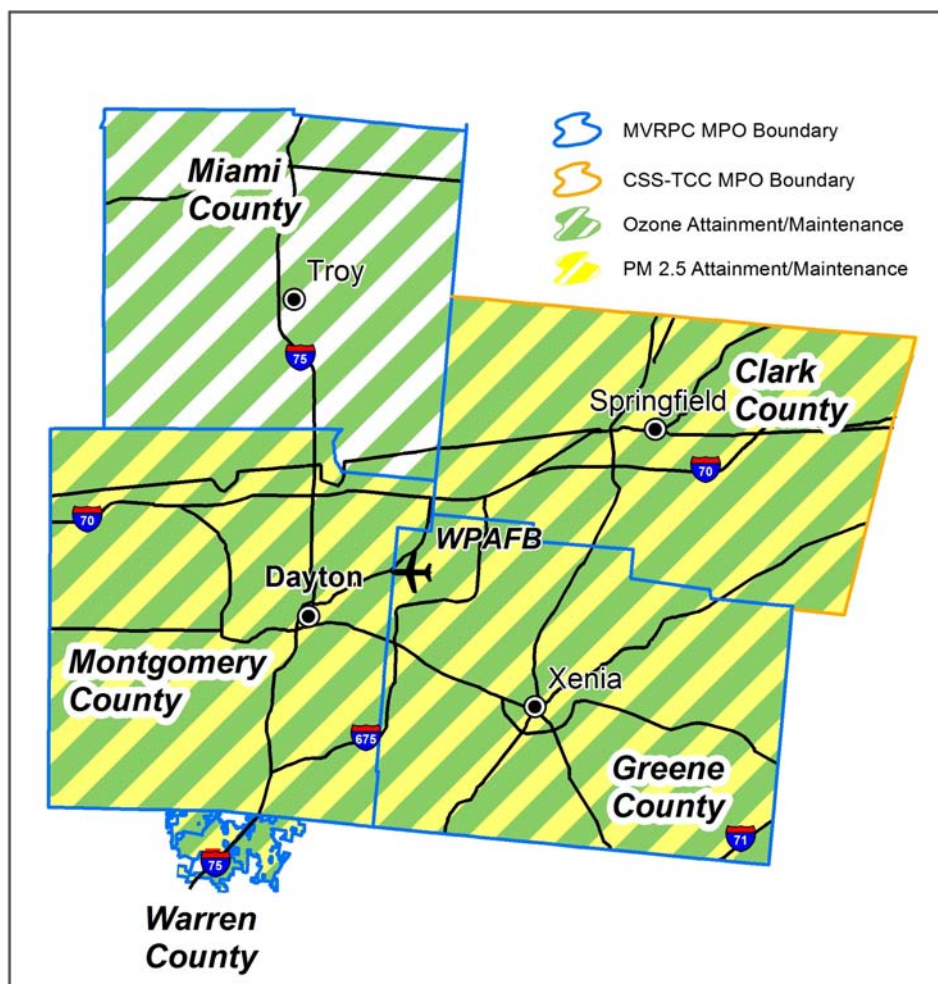 MVRPC MPO Boundary
CSS-TCC MPO Boundary
Ozone Attainment/Maintenance
PM 2.5 Attainment/Maintenance
Miami
County
Troy
75
Clark
County
Springfield
70
70
WPAFB
Dayton
Montgomery
County
Xenia
675
Greene
County
71
75
Warren
County